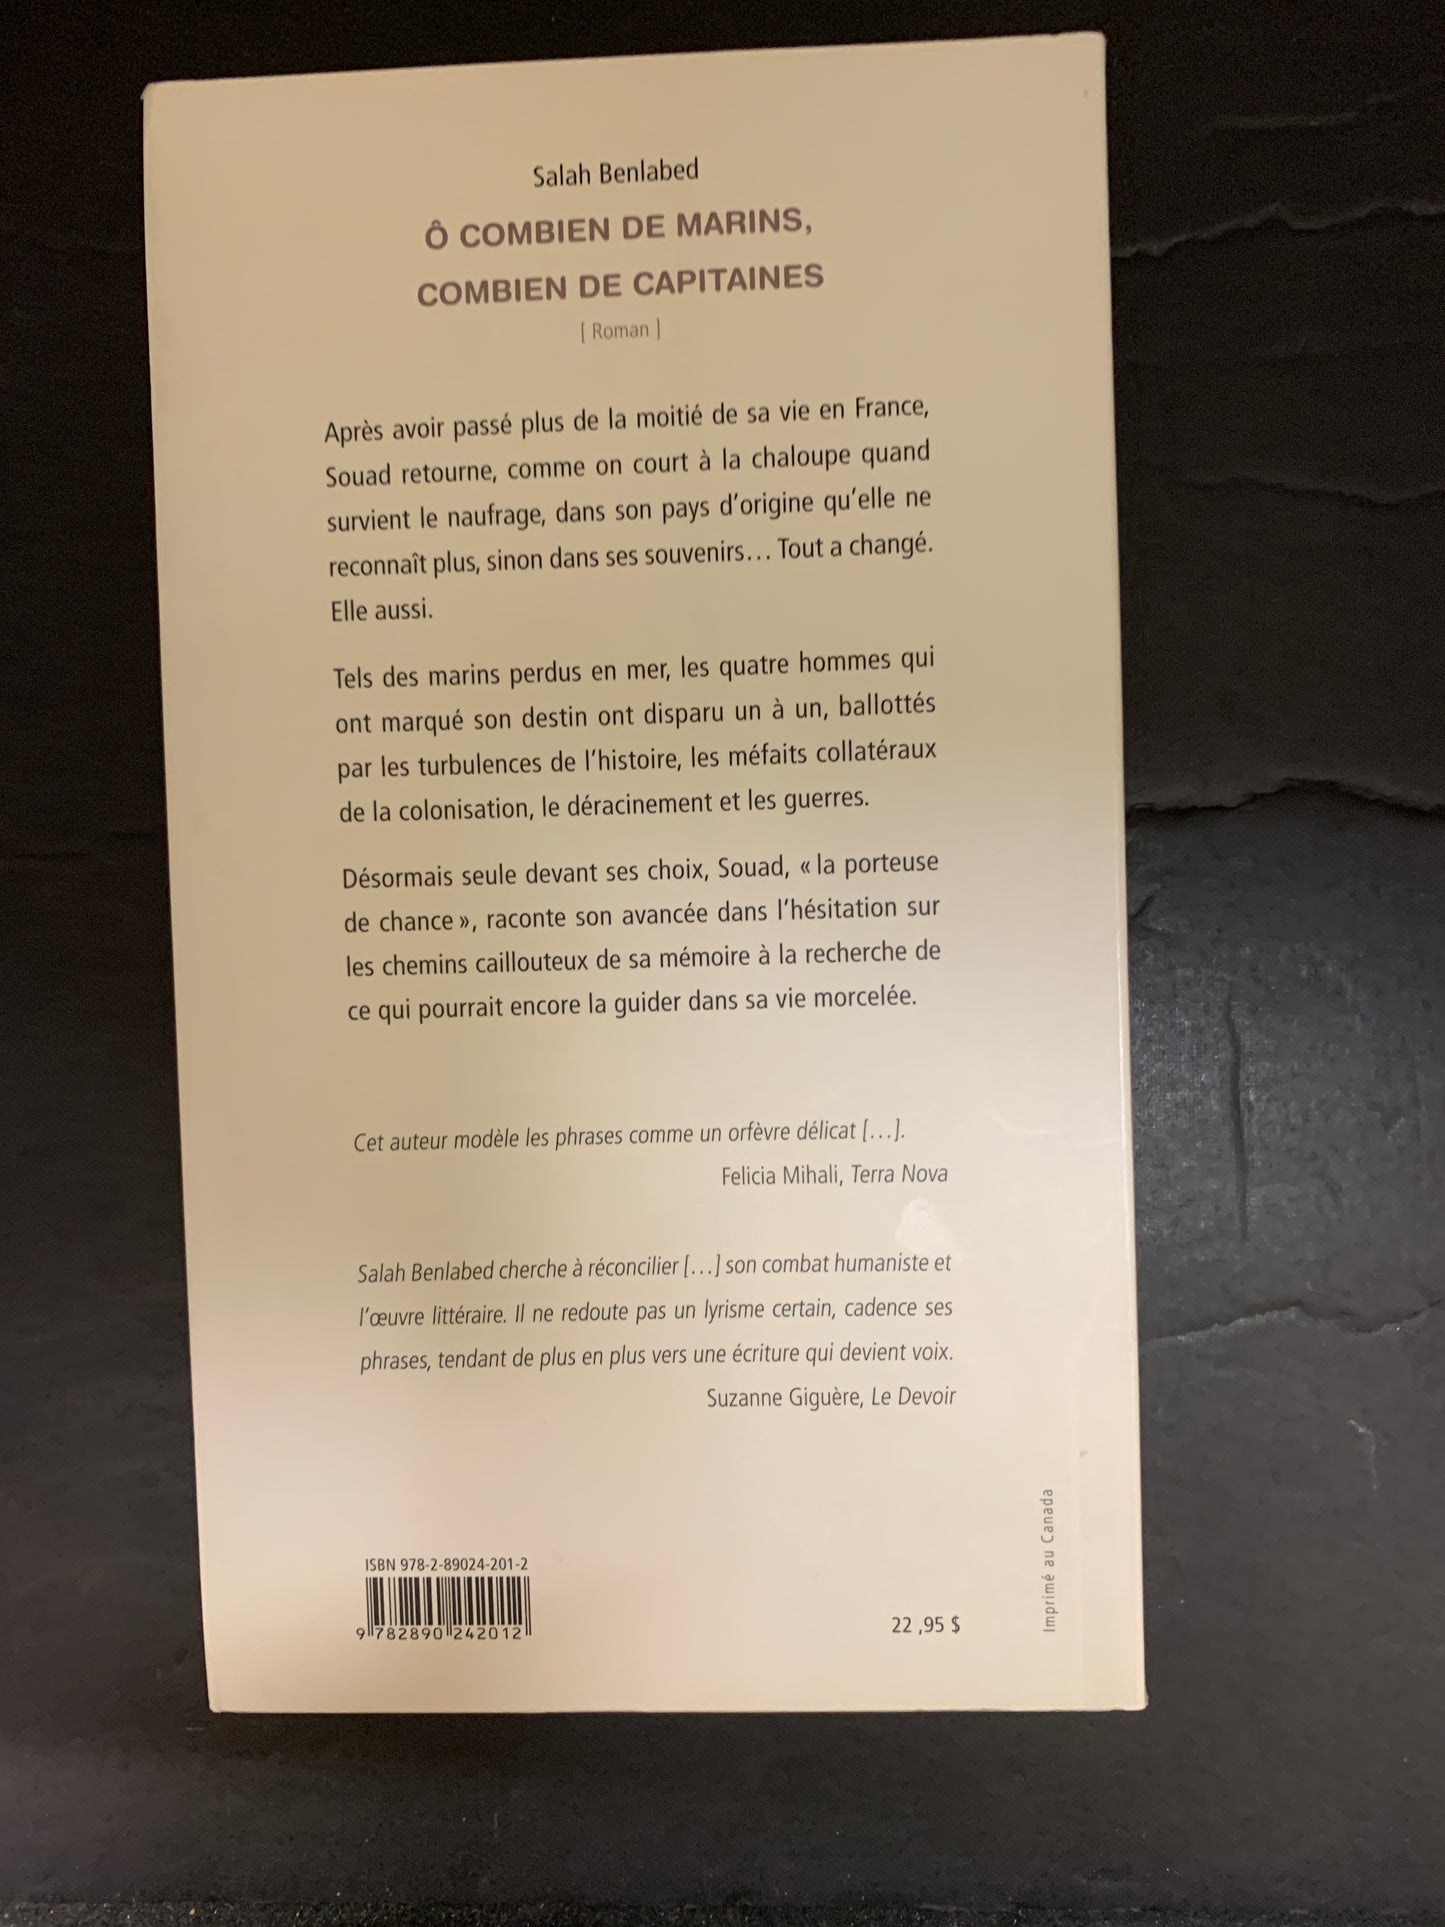 Salah Benlabed
Ô COMBIEN DE MARINS,
COMBIEN DE CAPITAINES
[ Roman ]
Après avoir passé plus de la moitié de sa vie en France,
Souad retourne, comme on court à la chaloupe quand
survient le naufrage, dans son pays d'origine qu'elle ne
reconnaît plus, sinon dans ses souvenirs… Tout a changé.
Elle aussi.
Tels des marins perdus en mer, les quatre hommes qui
ont marqué son destin ont disparu un à un, ballottés
par les turbulences de l'histoire, les méfaits collatéraux
de la colonisation, le déracinement et les guerres.
Désormais seule devant ses choix, Souad, « la porteuse
de chance », raconte son avancée dans l'hésitation sur
les chemins caillouteux de sa mémoire à la recherche de
ce qui pourrait encore la guider dans sa vie morcelée.
Cet auteur modèle les phrases comme un orfèvre délicat […].
Felicia Mihali, Terra Nova
Salah Benlabed cherche à réconcilier […] son combat humaniste et
l'œuvre littéraire. Il ne redoute pas un lyrisme certain, cadence ses
phrases, tendant de plus en plus vers une écriture qui devient voix.
Suzanne Giguère, Le Devoir
ISBN 978-2-89024-201-2
9 782890 242012
22 ,95 $
Imprimé au Canada